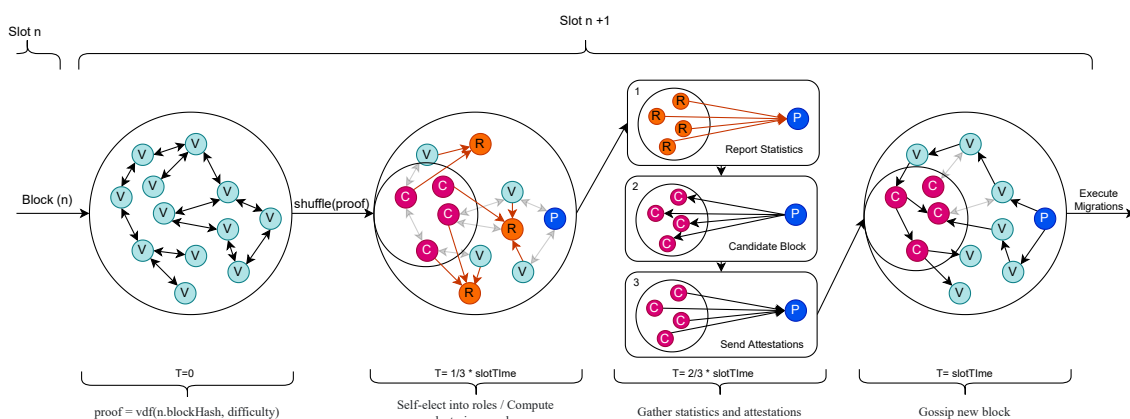 Slot n
Slot n +1
Block (n)
V
V
V
V
V
V
V
V
V
V
V
V
V
shuffle(proof)
V
R
C
C
C
V
R
P
C
V
V
R
1
R
R
R
R
P
Report Statistics
2
C
C
C
C
P
Candidate Block
3
C
C
C
C
P
Send Attestations
V
V
C
C
C
V
P
V
C
V
V
V
Execute
Migrations
T=0
T= 1/3 * slotTIme
T= 2/3 * slotTIme
T= slotTIme
proof = vdf(n.blockHash, difficulty)
Self-elect into roles / Compute
Gather statistics and attestations
Gossip new block